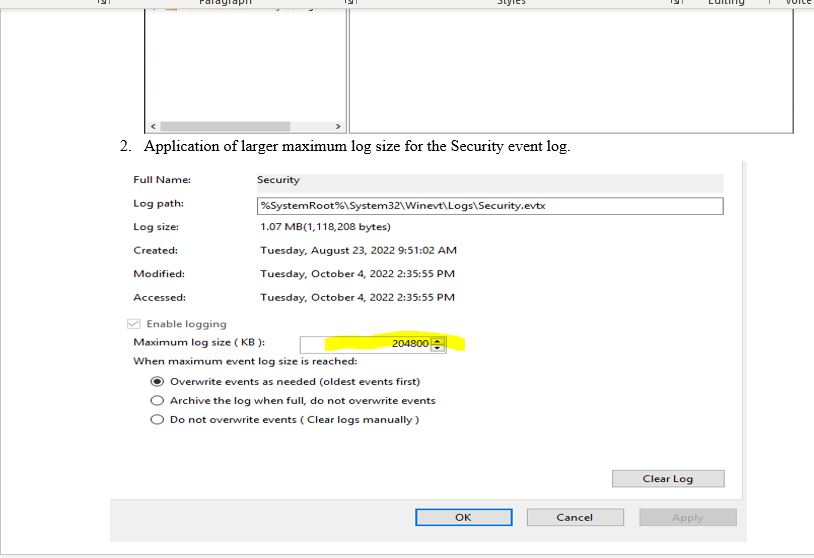 Paragraph Styles Editing Voice
2. Application of larger maximum log size for the Security event log.
Full Name: Security
Log path: %SystemRoot%\System32\Winevt\Logs\Security.evtx
Log size: 1.07 MB(1,118,208 bytes)
Created: Tuesday, August 23, 2022 9:51:02 AM
Modified: Tuesday, October 4, 2022 2:35:55 PM
Accessed: Tuesday, October 4, 2022 2:35:55 PM
Enable logging
Maximum log size ( KB ): 204800
When maximum event log size is reached:
Overwrite events as needed (oldest events first)
Archive the log when full, do not overwrite events
Do not overwrite events ( Clear logs manually )
Clear Log
OK Cancel Apply